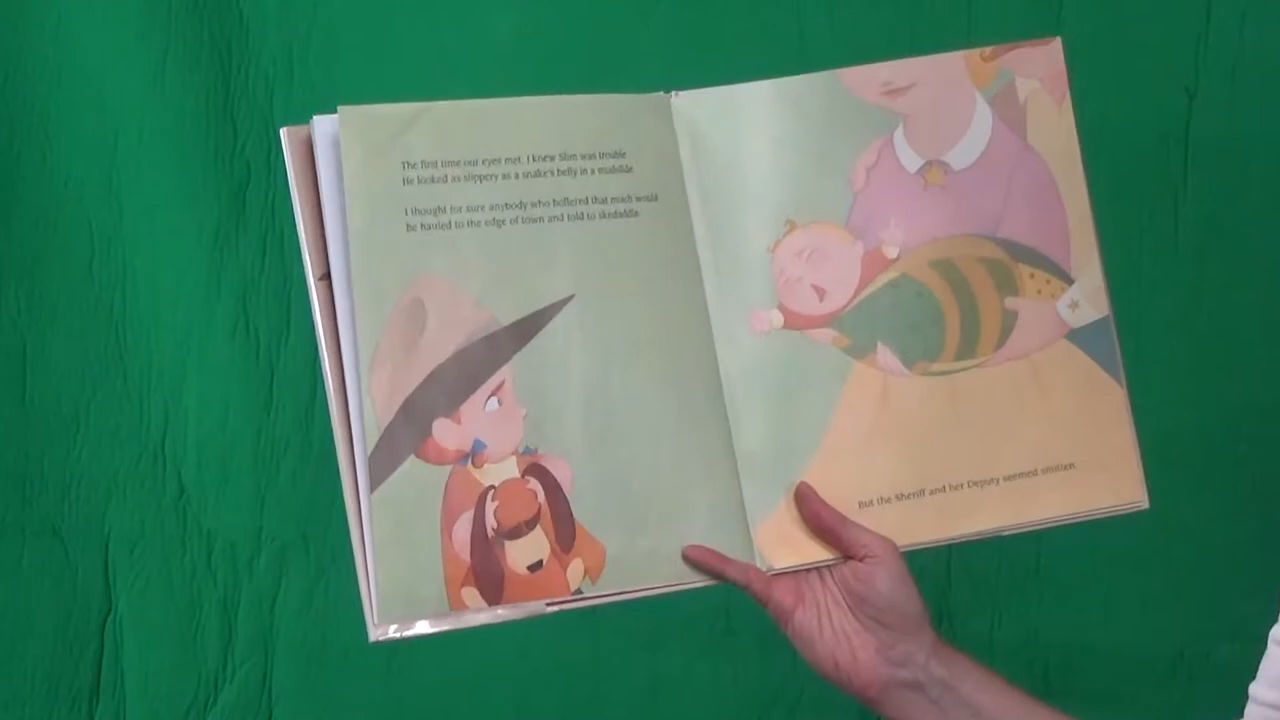 The first time our eyes met, I knew Slim was trouble.
He looked as slippery as a snake's belly in a mudslide.
I thought for sure anybody who hollered that much would
be hauled to the edge of town and told to skedaddle.
But the Sheriff and her Deputy seemed smitten.